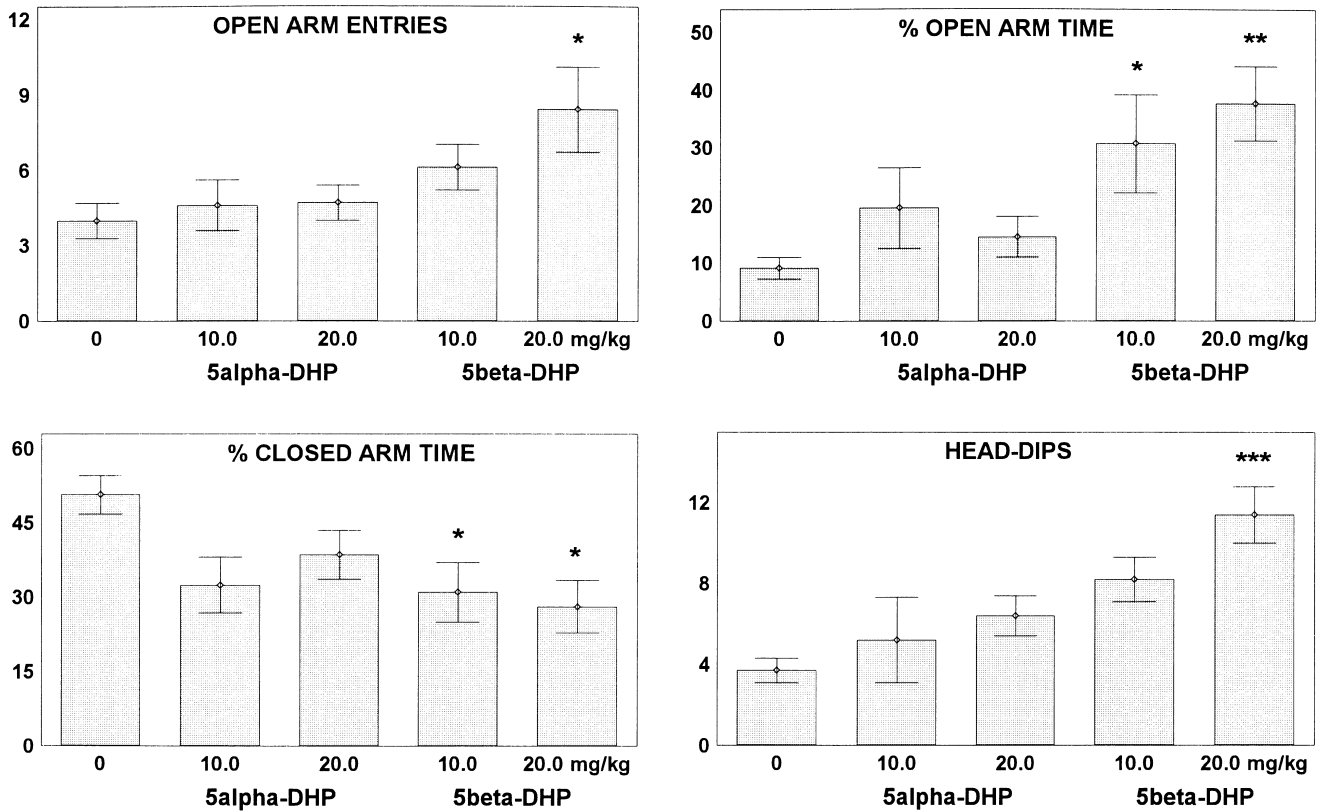 OPEN ARM ENTRIES
12
*
9
6
3
0
0 10.0 20.0 10.0 20.0 mg/kg
5alpha-DHP 5beta-DHP
% OPEN ARM TIME
50
* **
40
30
20
10
0
0 10.0 20.0 10.0 20.0 mg/kg
5alpha-DHP 5beta-DHP
% CLOSED ARM TIME
60
45
* *
30
15
0
0 10.0 20.0 10.0 20.0 mg/kg
5alpha-DHP 5beta-DHP
HEAD-DIPS
***
12
8
4
0
0 10.0 20.0 10.0 20.0 mg/kg
5alpha-DHP 5beta-DHP